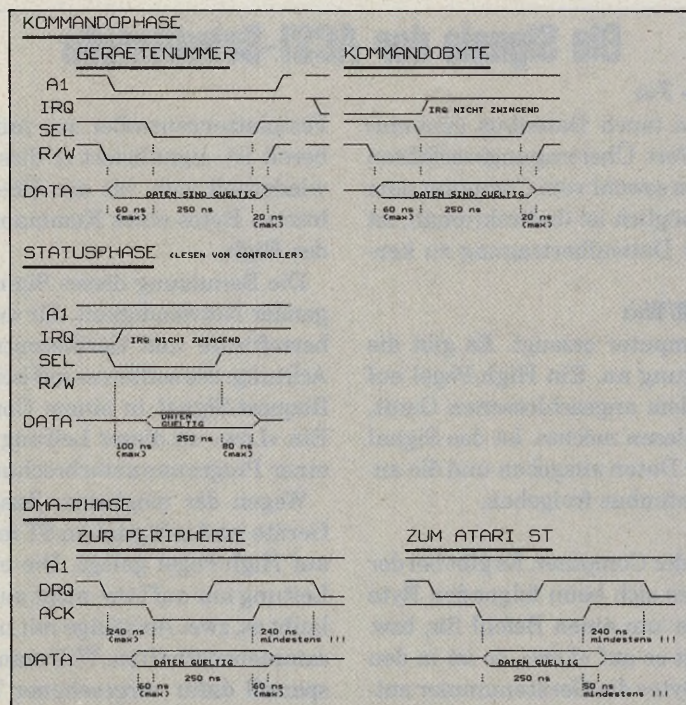 KOMMANDOPHASE
GERAETENUMMER KOMMANDOBYTE
A1
IRQ IRQ NICHT ZWINGEND
SEL
R/W
DATA DATEN SIND GUELTIG DATEN SIND GUELTIG
60 ns (max) 250 ns 20 ns (max) 60 ns (max) 250 ns 20 ns (max)
STATUSPHASE (LESEN VOM CONTROLLER)
A1
IRQ IRQ NICHT ZWINGEND
SEL
R/W
DATA DATEN GUELTIG
100 ns (max) 250 ns 80 ns (max)
DMA-PHASE
ZUR PERIPHERIE ZUM ATARI ST
A1
DRQ
ACK
240 ns (max) 240 ns mindestens !!! 240 ns (max) 240 ns mindestens !!!
DATA DATEN GUELTIG DATEN GUELTIG
60 ns (max) 250 ns 60 ns (max) 250 ns 50 ns mindestens !!!